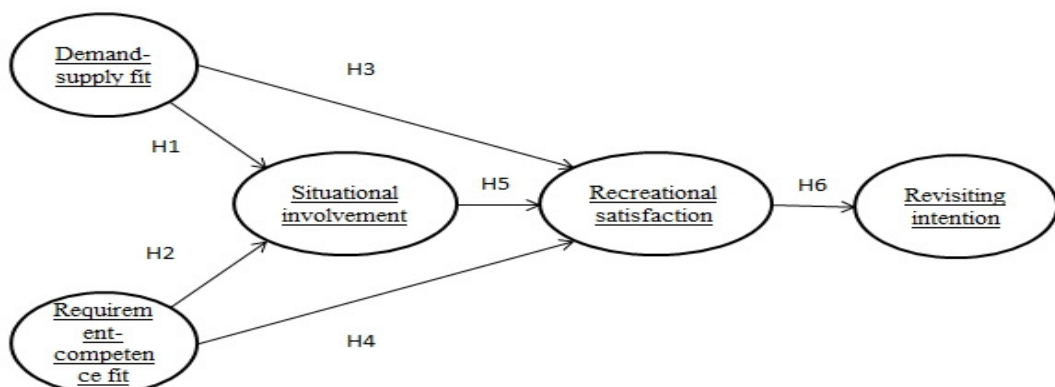 Demand-
supply fit
H3
H1
Situational
involvement
H5
Recreational
satisfaction
H6
Revisiting
intention
H2
Requirem
ent-
competen
ce fit
H4